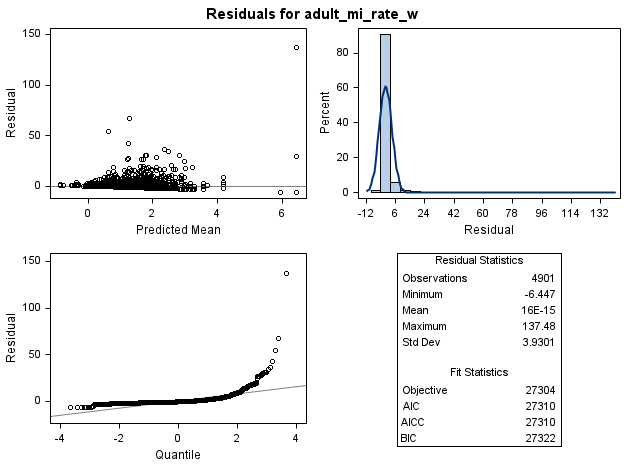 Residuals for adult_mi_rate_w
150
100
50
0
Residual
0
2
4
6
Predicted Mean
80
60
40
20
0
Percent
-12
6
24
42
60
78
96
114
132
Residual
150
100
50
0
Residual
-4
-2
0
2
4
Quantile
Residual Statistics
Observations 4901
Minimum -6.447
Mean 16E-15
Maximum 137.48
Std Dev 3.9301
Fit Statistics
Objective 27304
AIC 27310
AICC 27310
BIC 27322